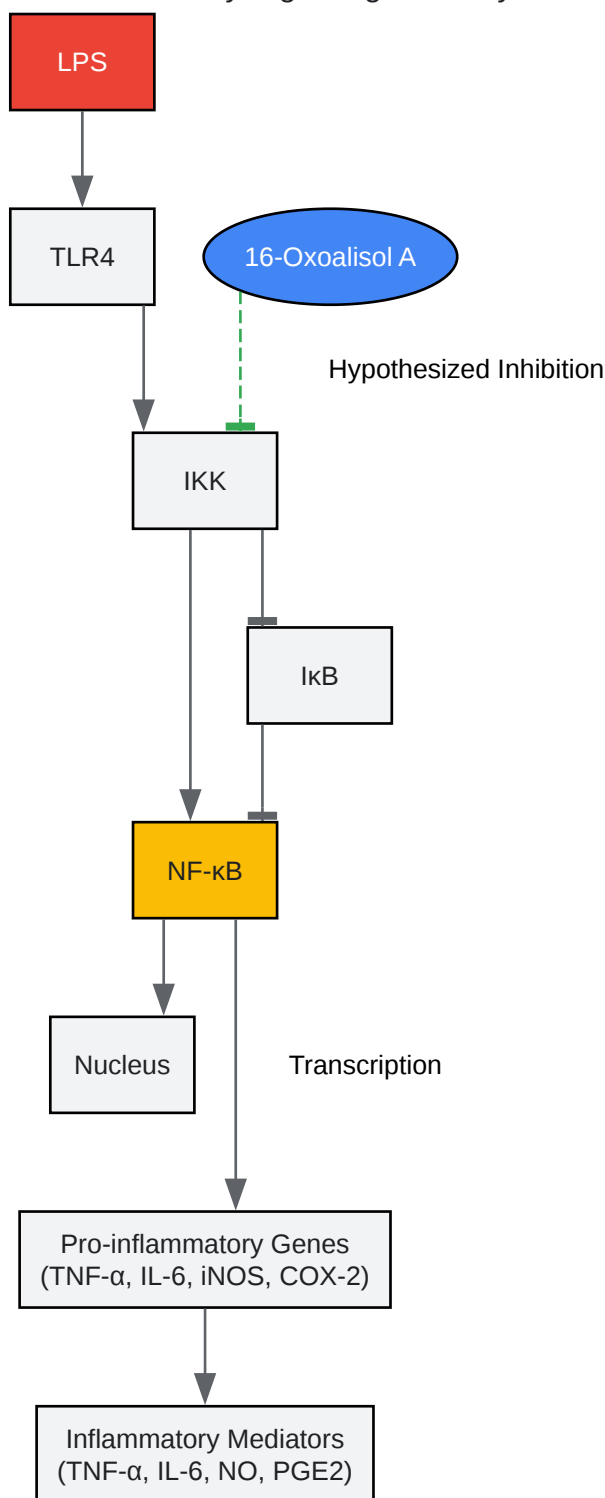 LPS
TLR4
16-Oxoalisol A
Hypothesized Inhibition
IKK
IκB
NF-κB
Nucleus
Transcription
Pro-inflammatory Genes
(TNF-α, IL-6, iNOS, COX-2)
Inflammatory Mediators
(TNF-α, IL-6, NO, PGE2)